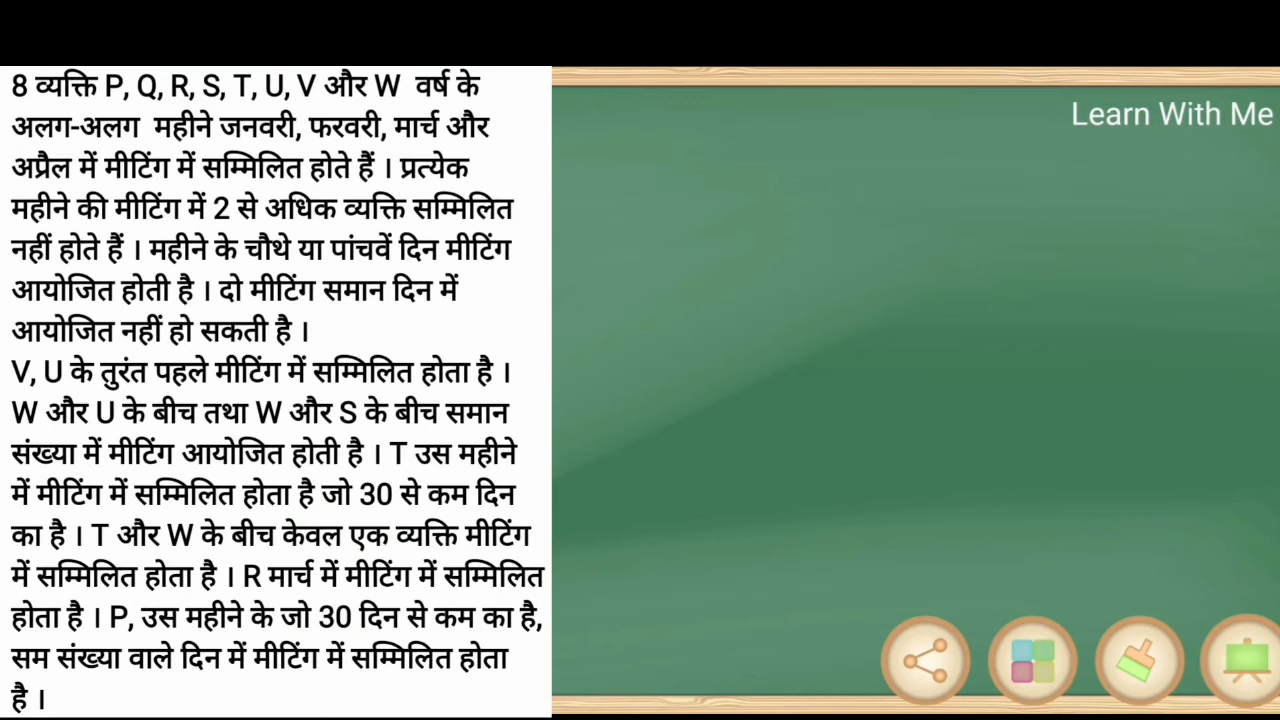 8 व्यक्ति P, Q, R, S, T, U, V और W वर्ष के
अलग-अलग महीने जनवरी, फरवरी, मार्च और
अप्रैल में मीटिंग में सम्मिलित होते हैं । प्रत्येक
महीने की मीटिंग में 2 से अधिक व्यक्ति सम्मिलित
नहीं होते हैं । महीने के चौथे या पांचवें दिन मीटिंग
आयोजित होती है । दो मीटिंग समान दिन में
आयोजित नहीं हो सकती है ।
V, U के तुरंत पहले मीटिंग में सम्मिलित होता है ।
W और U के बीच तथा W और S के बीच समान
संख्या में मीटिंग आयोजित होती है । T उस महीने
में मीटिंग में सम्मिलित होता है जो 30 से कम दिन
का है । T और W के बीच केवल एक व्यक्ति मीटिंग
में सम्मिलित होता है । R मार्च में मीटिंग में सम्मिलित
होता है । P, उस महीने के जो 30 दिन से कम का है,
सम संख्या वाले दिन में मीटिंग में सम्मिलित होता
है ।
Learn With Me